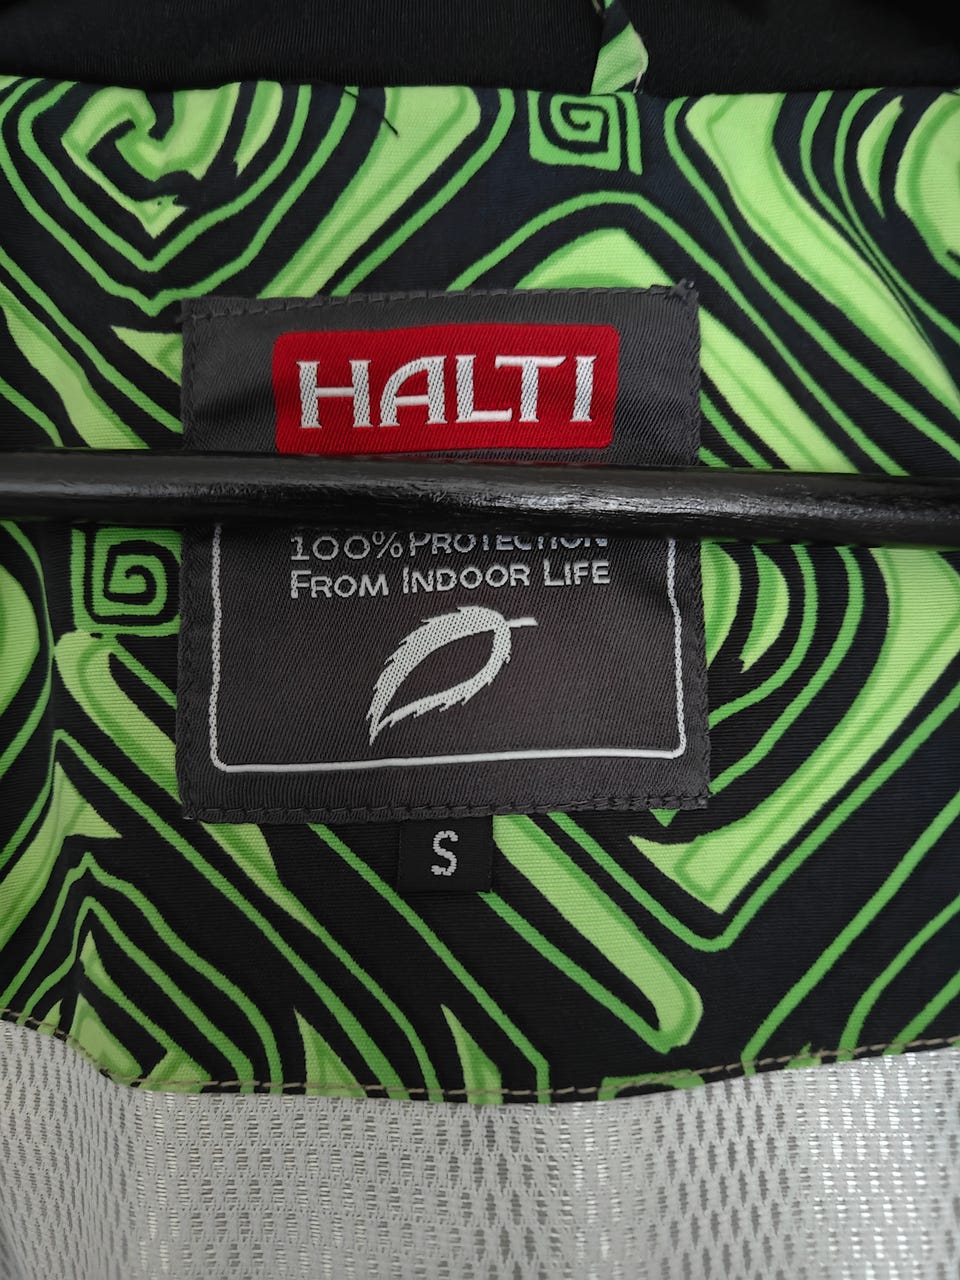 HALTI
100% PROTECTION
FROM INDOOR LIFE
S